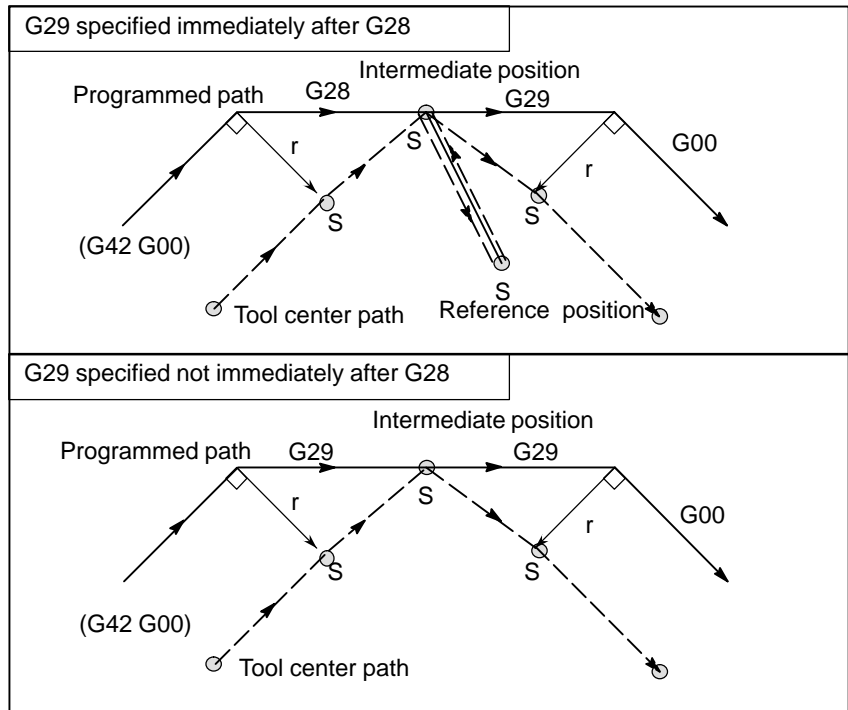 G29 specified immediately after G28
Intermediate position
Programmed path
G28
G29
S
r
r
G00
S
S
(G42 G00)
S
Tool center path
Reference position
G29 specified not immediately after G28
Intermediate position
Programmed path
G29
G29
S
r
r
G00
S
S
(G42 G00)
Tool center path